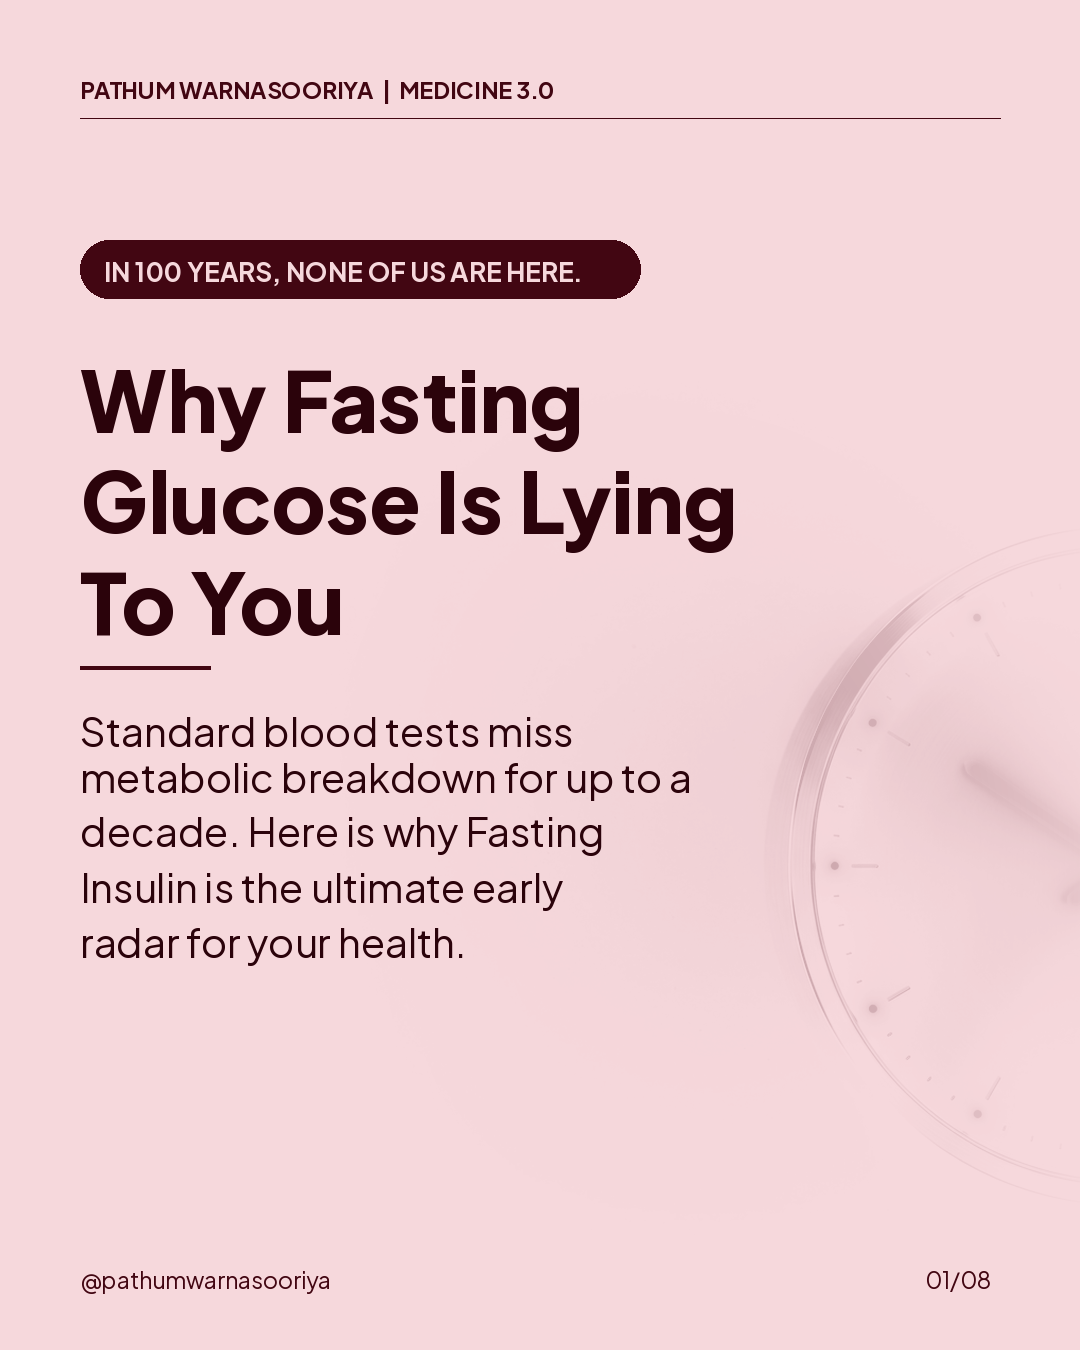 PATHUM WARNASOORIYA | MEDICINE 3.0
IN 100 YEARS, NONE OF US ARE HERE.
Why Fasting
Glucose Is Lying
To You
Standard blood tests miss
metabolic breakdown for up to a
decade. Here is why Fasting
Insulin is the ultimate early
radar for your health.
@pathumwarnasooriya
01/08